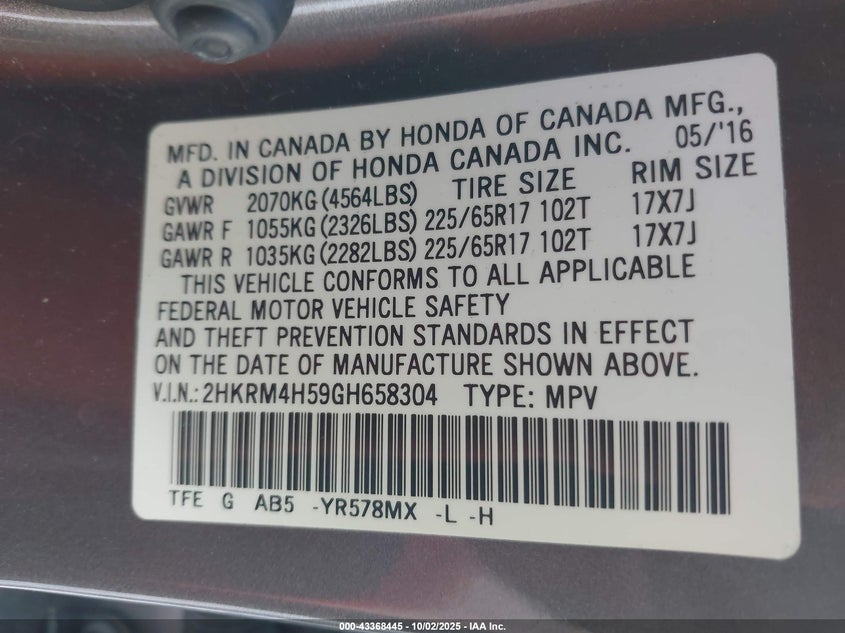 MFD. IN CANADA BY HONDA OF CANADA MFG.,
A DIVISION OF HONDA CANADA INC. 05/'16
GVWR 2070KG (4564LBS) TIRE SIZE RIM SIZE
GAWR F 1055KG (2326LBS) 225/65R17 102T 17X7J
GAWR R 1035KG (2282LBS) 225/65R17 102T 17X7J
THIS VEHICLE CONFORMS TO ALL APPLICABLE
FEDERAL MOTOR VEHICLE SAFETY
AND THEFT PREVENTION STANDARDS IN EFFECT
ON THE DATE OF MANUFACTURE SHOWN ABOVE.
V.I.N.: 2HKRM4H59GH658304 TYPE: MPV
TFE G AB5 -YR578MX -L -H
000-43368445 - 10/02/2025 - IAA Inc.